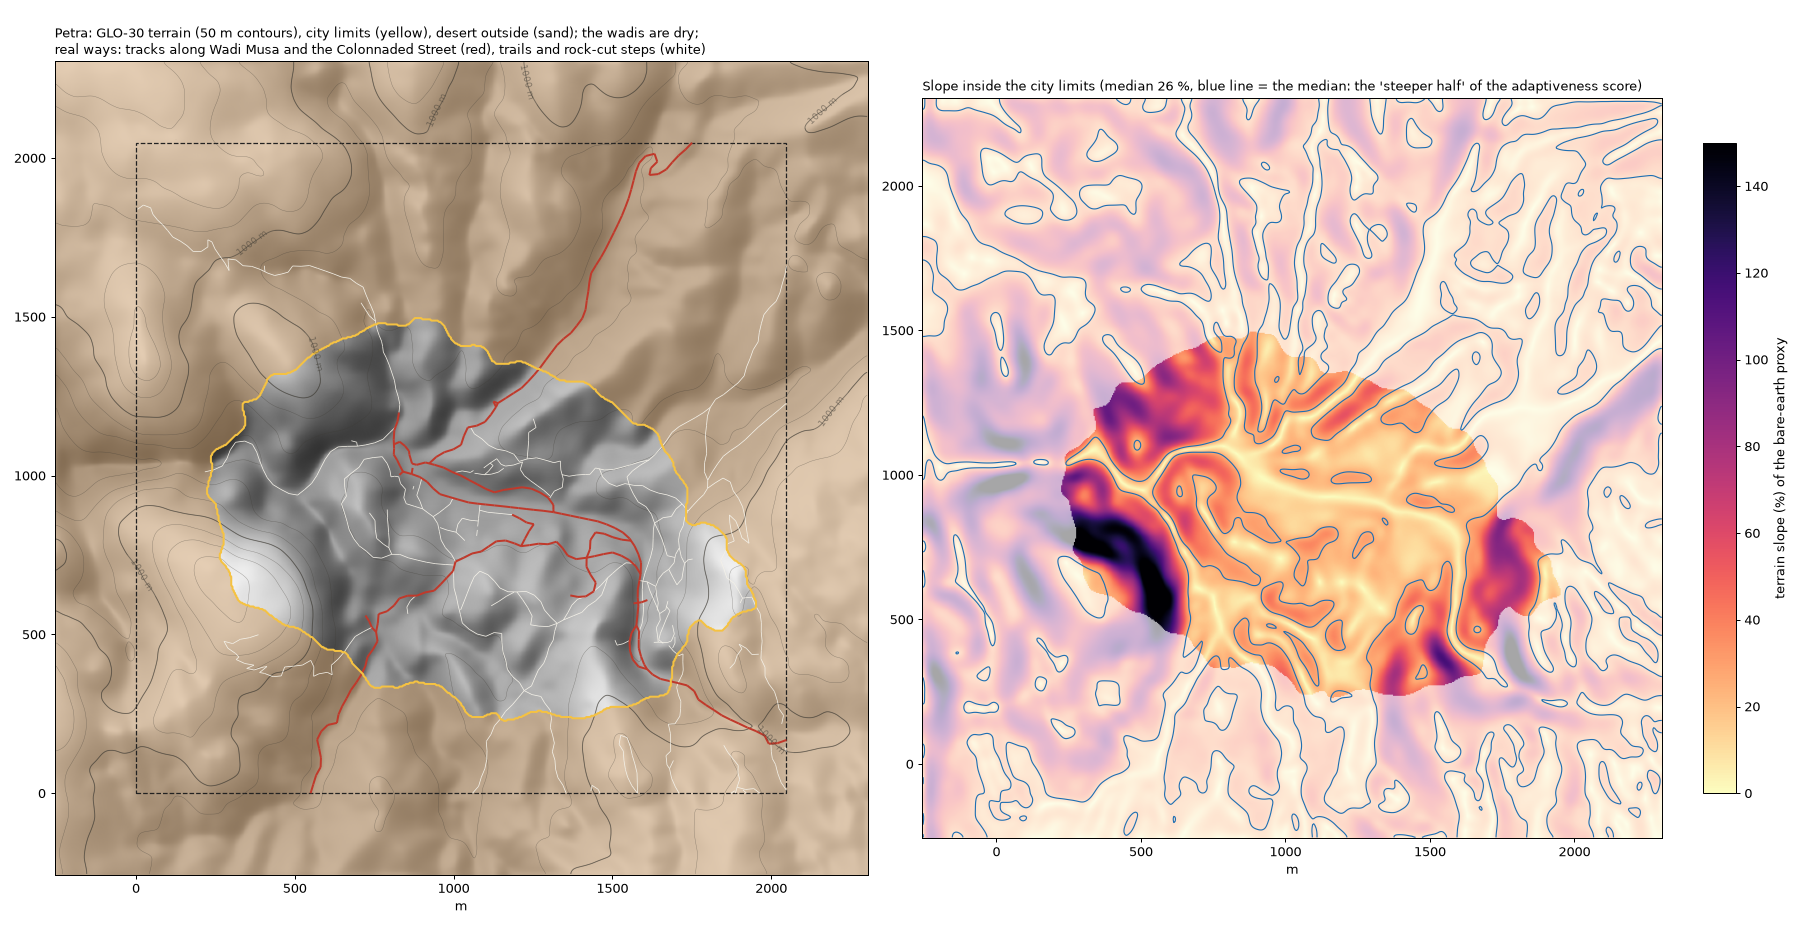 Petra: GLO-30 terrain (50 m contours), city limits (yellow), desert outside (sand); the wadis are dry;
real ways: tracks along Wadi Musa and the Colonnaded Street (red), trails and rock-cut steps (white)
1000 m
1000 m
1000 m
1000 m
1000 m
1000 m
1000 m
1000 m
2000
1500
1000
500
0
0
500
1000
1500
2000
m
Slope inside the city limits (median 26 %, blue line = the median: the 'steeper half' of the adaptiveness score)
2000
1500
1000
500
0
0
500
1000
1500
2000
m
140
120
100
80
60
40
20
0
terrain slope (%) of the bare-earth proxy